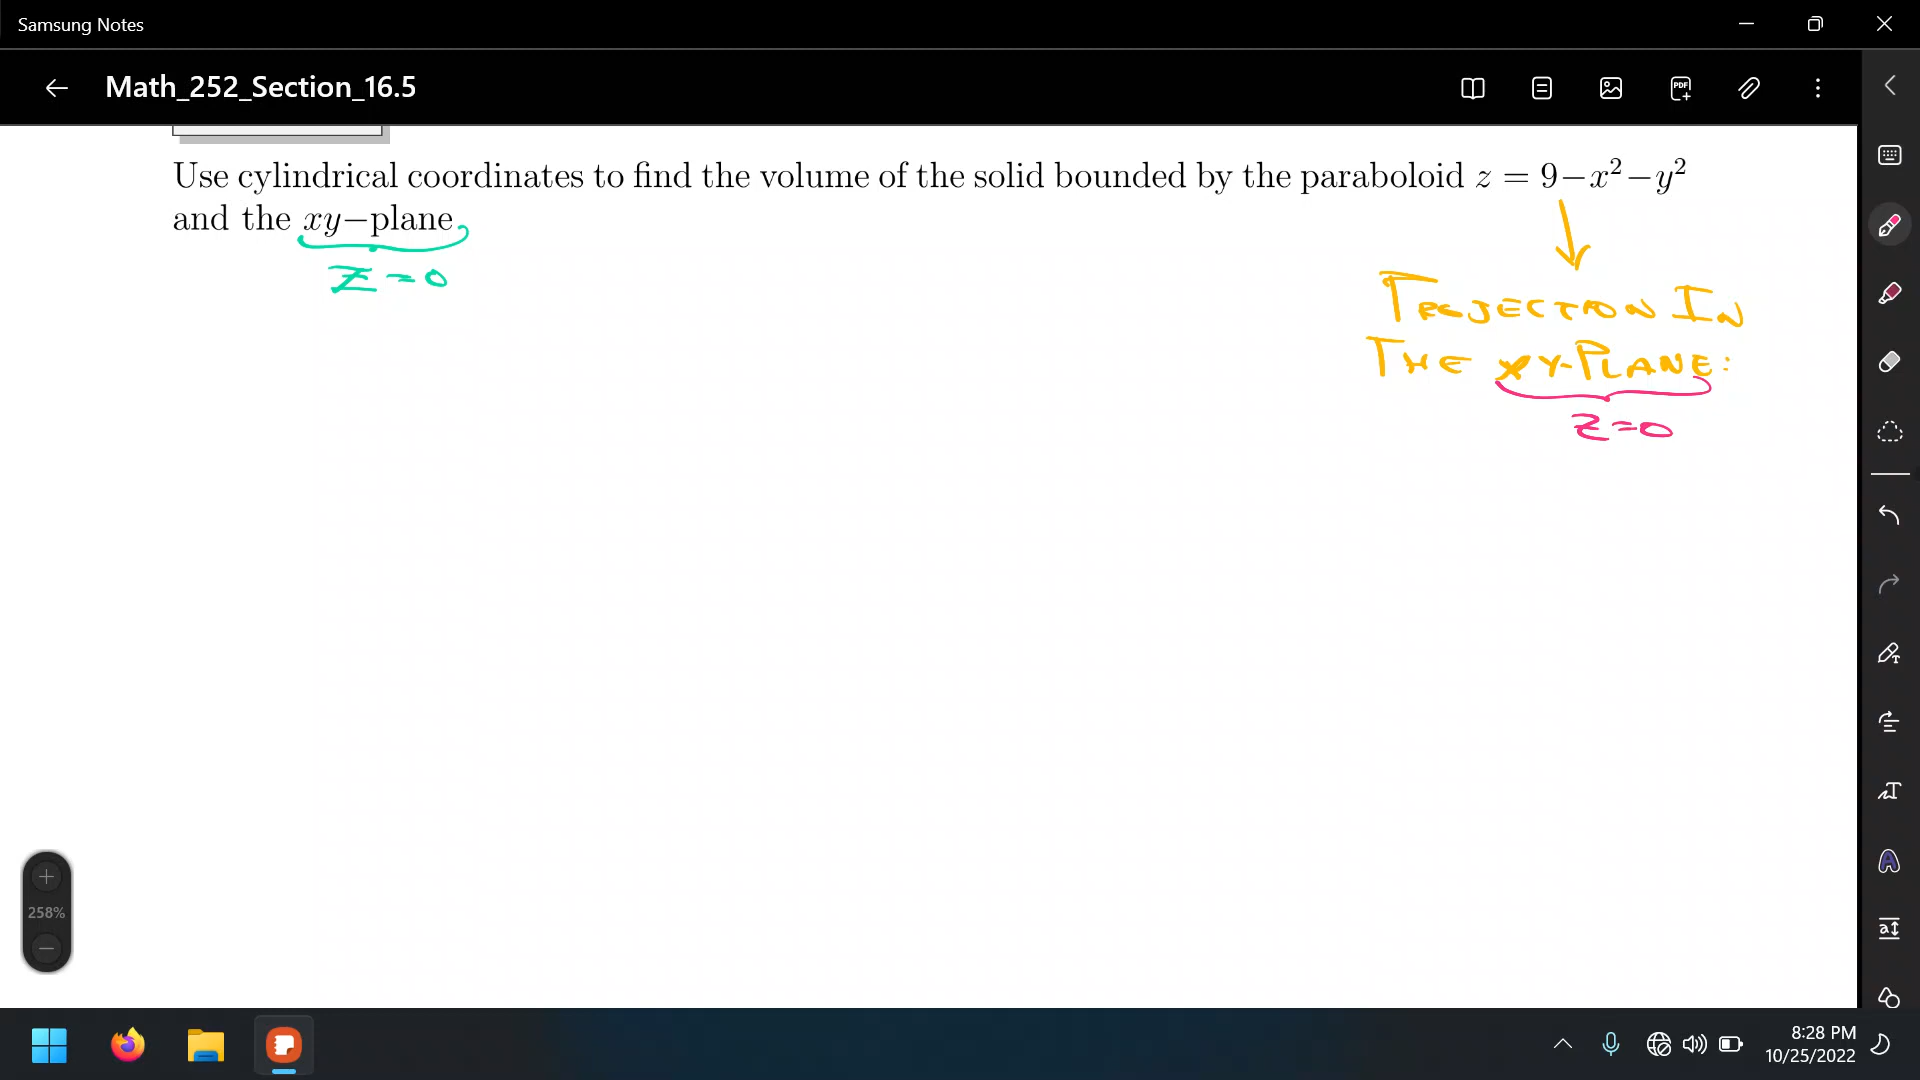 Samsung Notes
Math_252_Section_16.5
Use cylindrical coordinates to find the volume of the solid bounded by the paraboloid z = 9−x²−y²
and the xy−plane.
z = 0
PROJECTION IN
THE XY-PLANE:
z = 0
258%
8:28 PM
10/25/2022